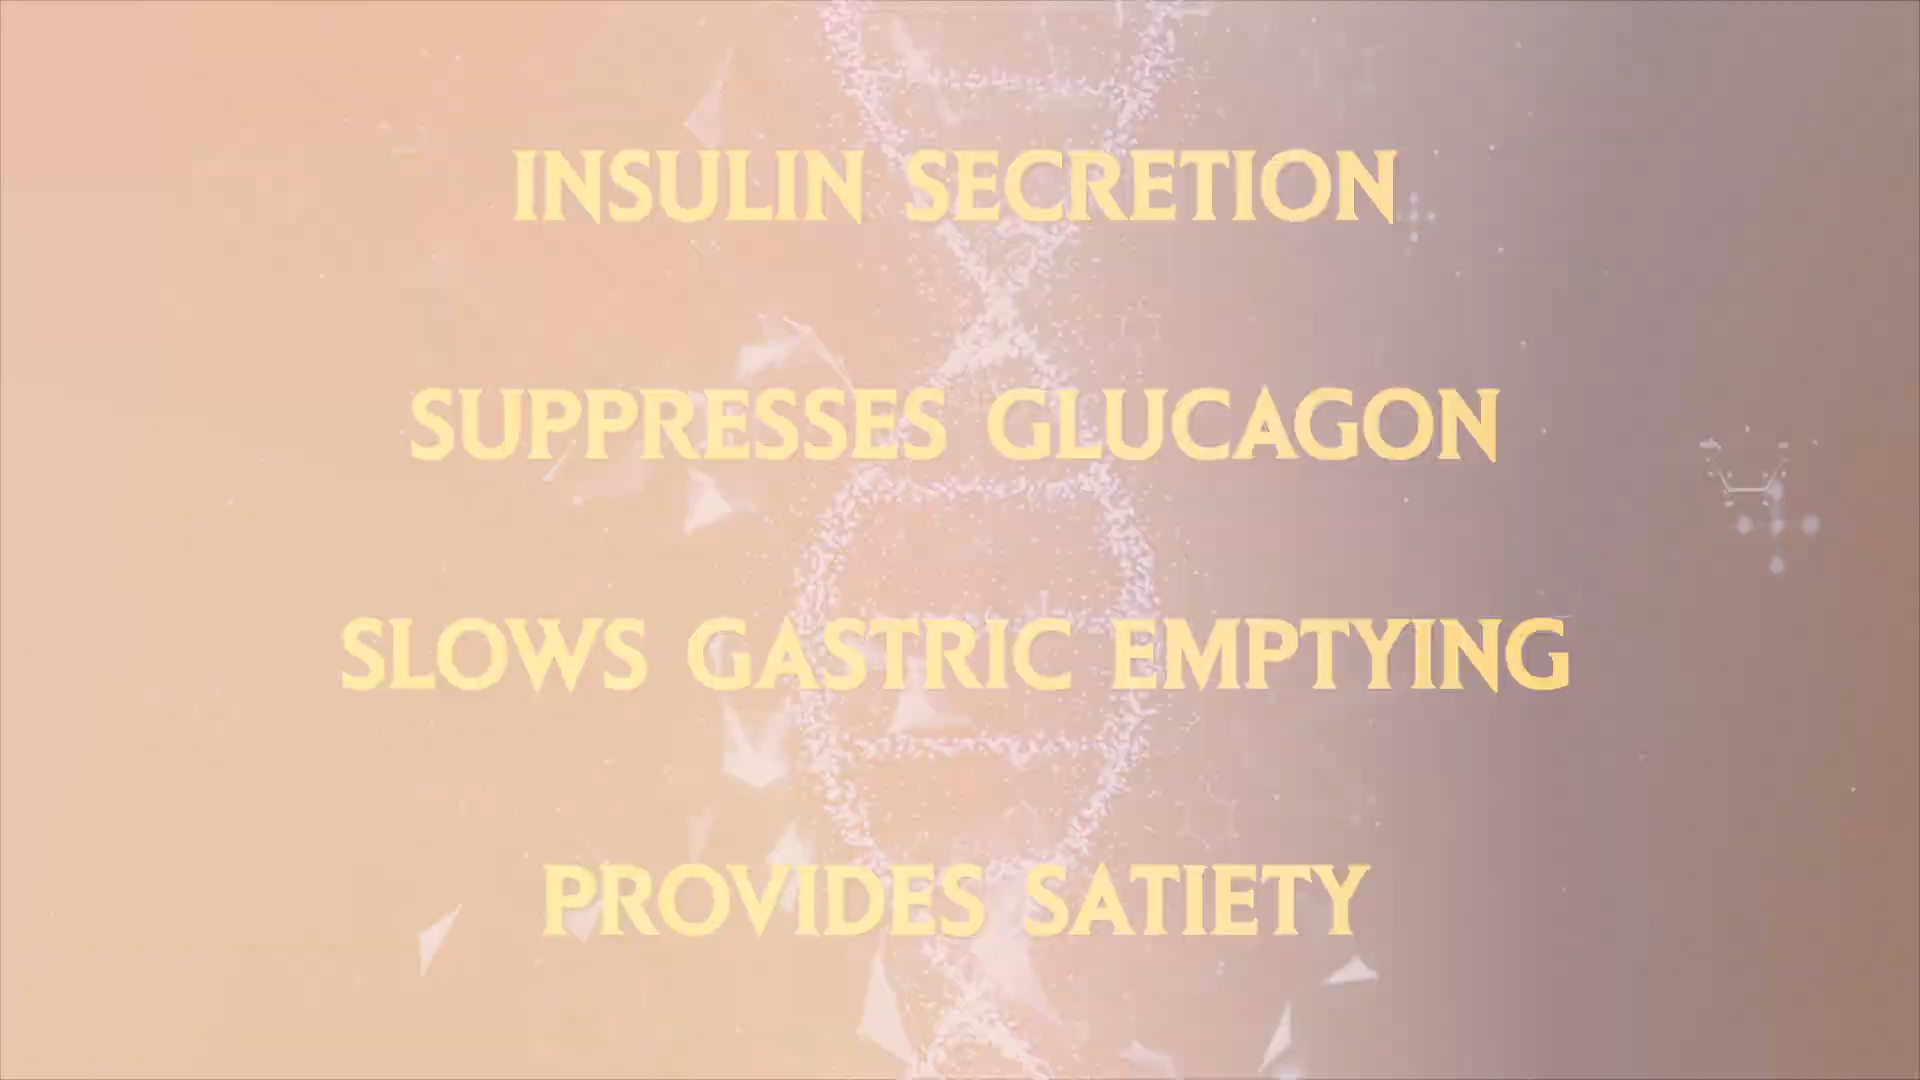 INSULIN SECRETION
SUPPRESSES GLUCAGON
SLOWS GASTRIC EMPTYING
PROVIDES SATIETY